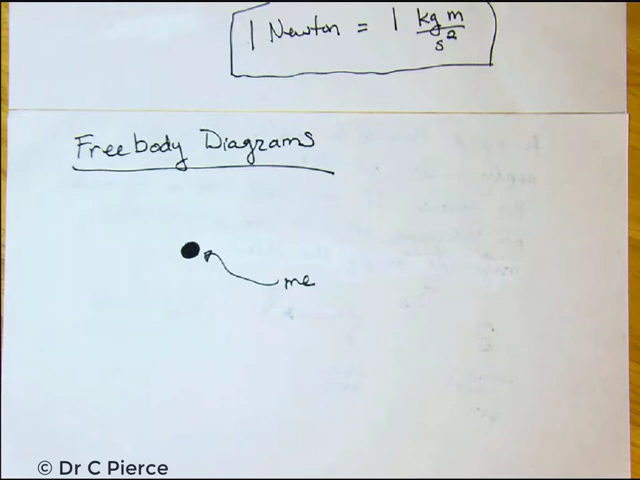 1 Newton = 1 kg m / s²
Freebody Diagrams
me
© Dr C Pierce